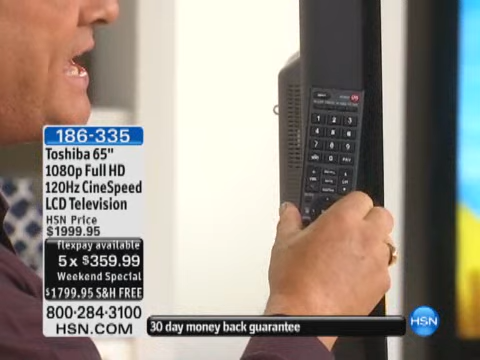 186-335
Toshiba 65"
1080p Full HD
120Hz CineSpeed
LCD Television
HSN Price
$1999.95
flexpay available
5 x $359.99
Weekend Special
$1799.95 S&H FREE
800-284-3100
HSN.COM
30 day money back guarantee
HSN